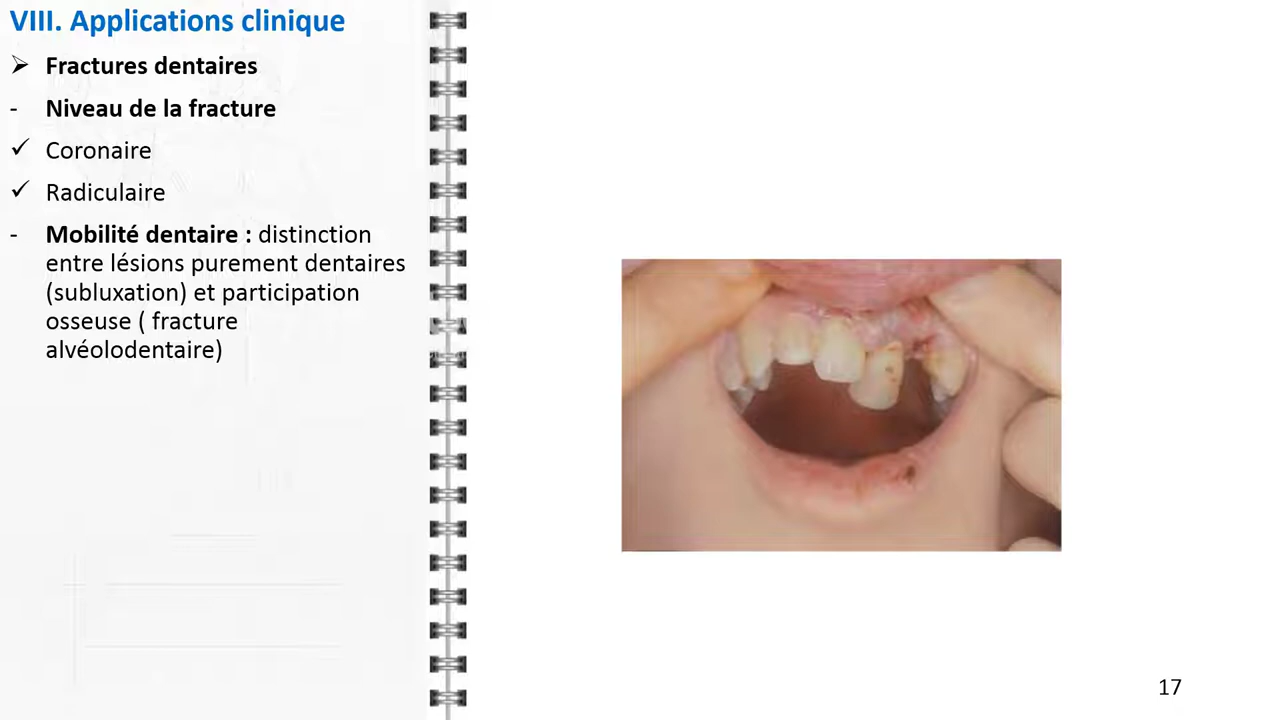 VIII. Applications clinique
➢ Fractures dentaires
- Niveau de la fracture
✓ Coronaire
✓ Radiculaire
- Mobilité dentaire : distinction
entre lésions purement dentaires
(subluxation) et participation
osseuse ( fracture
alvéolodentaire)
17